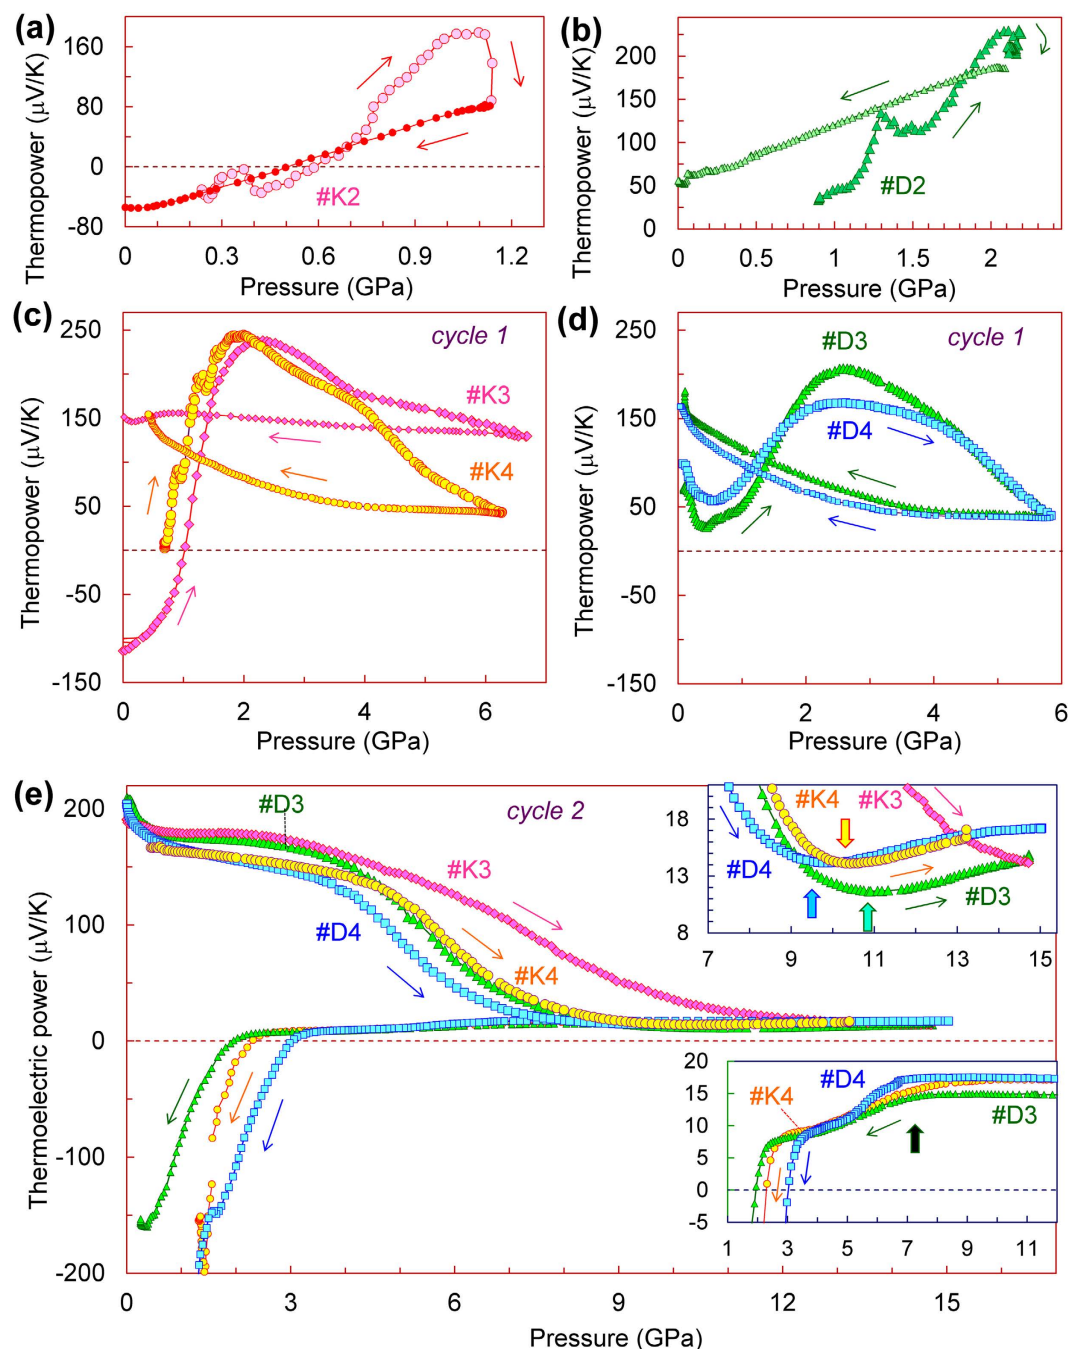 (a)
Thermopower (μV/K)
160
80
0
-80
#K2
0
0.3
0.6
0.9
1.2
Pressure (GPa)
(b)
Thermopower (μV/K)
200
150
100
50
0
#D2
0
0.5
1
1.5
2
Pressure (GPa)
(c)
Thermopower (μV/K)
250
150
50
-50
-150
cycle 1
#K3
#K4
0
2
4
6
Pressure (GPa)
(d)
Thermopower (μV/K)
250
150
50
-50
-150
cycle 1
#D3
#D4
0
2
4
6
Pressure (GPa)
(e)
Thermoelectric power (μV/K)
200
100
0
-100
-200
#D3
cycle 2
#K3
#D4
#K4
0
3
6
9
12
15
Pressure (GPa)
18
13
8
#K4
#K3
#D4
#D3
7
9
11
13
15
20
15
10
5
0
-5
#D4
#K4
#D3
1
3
5
7
9
11